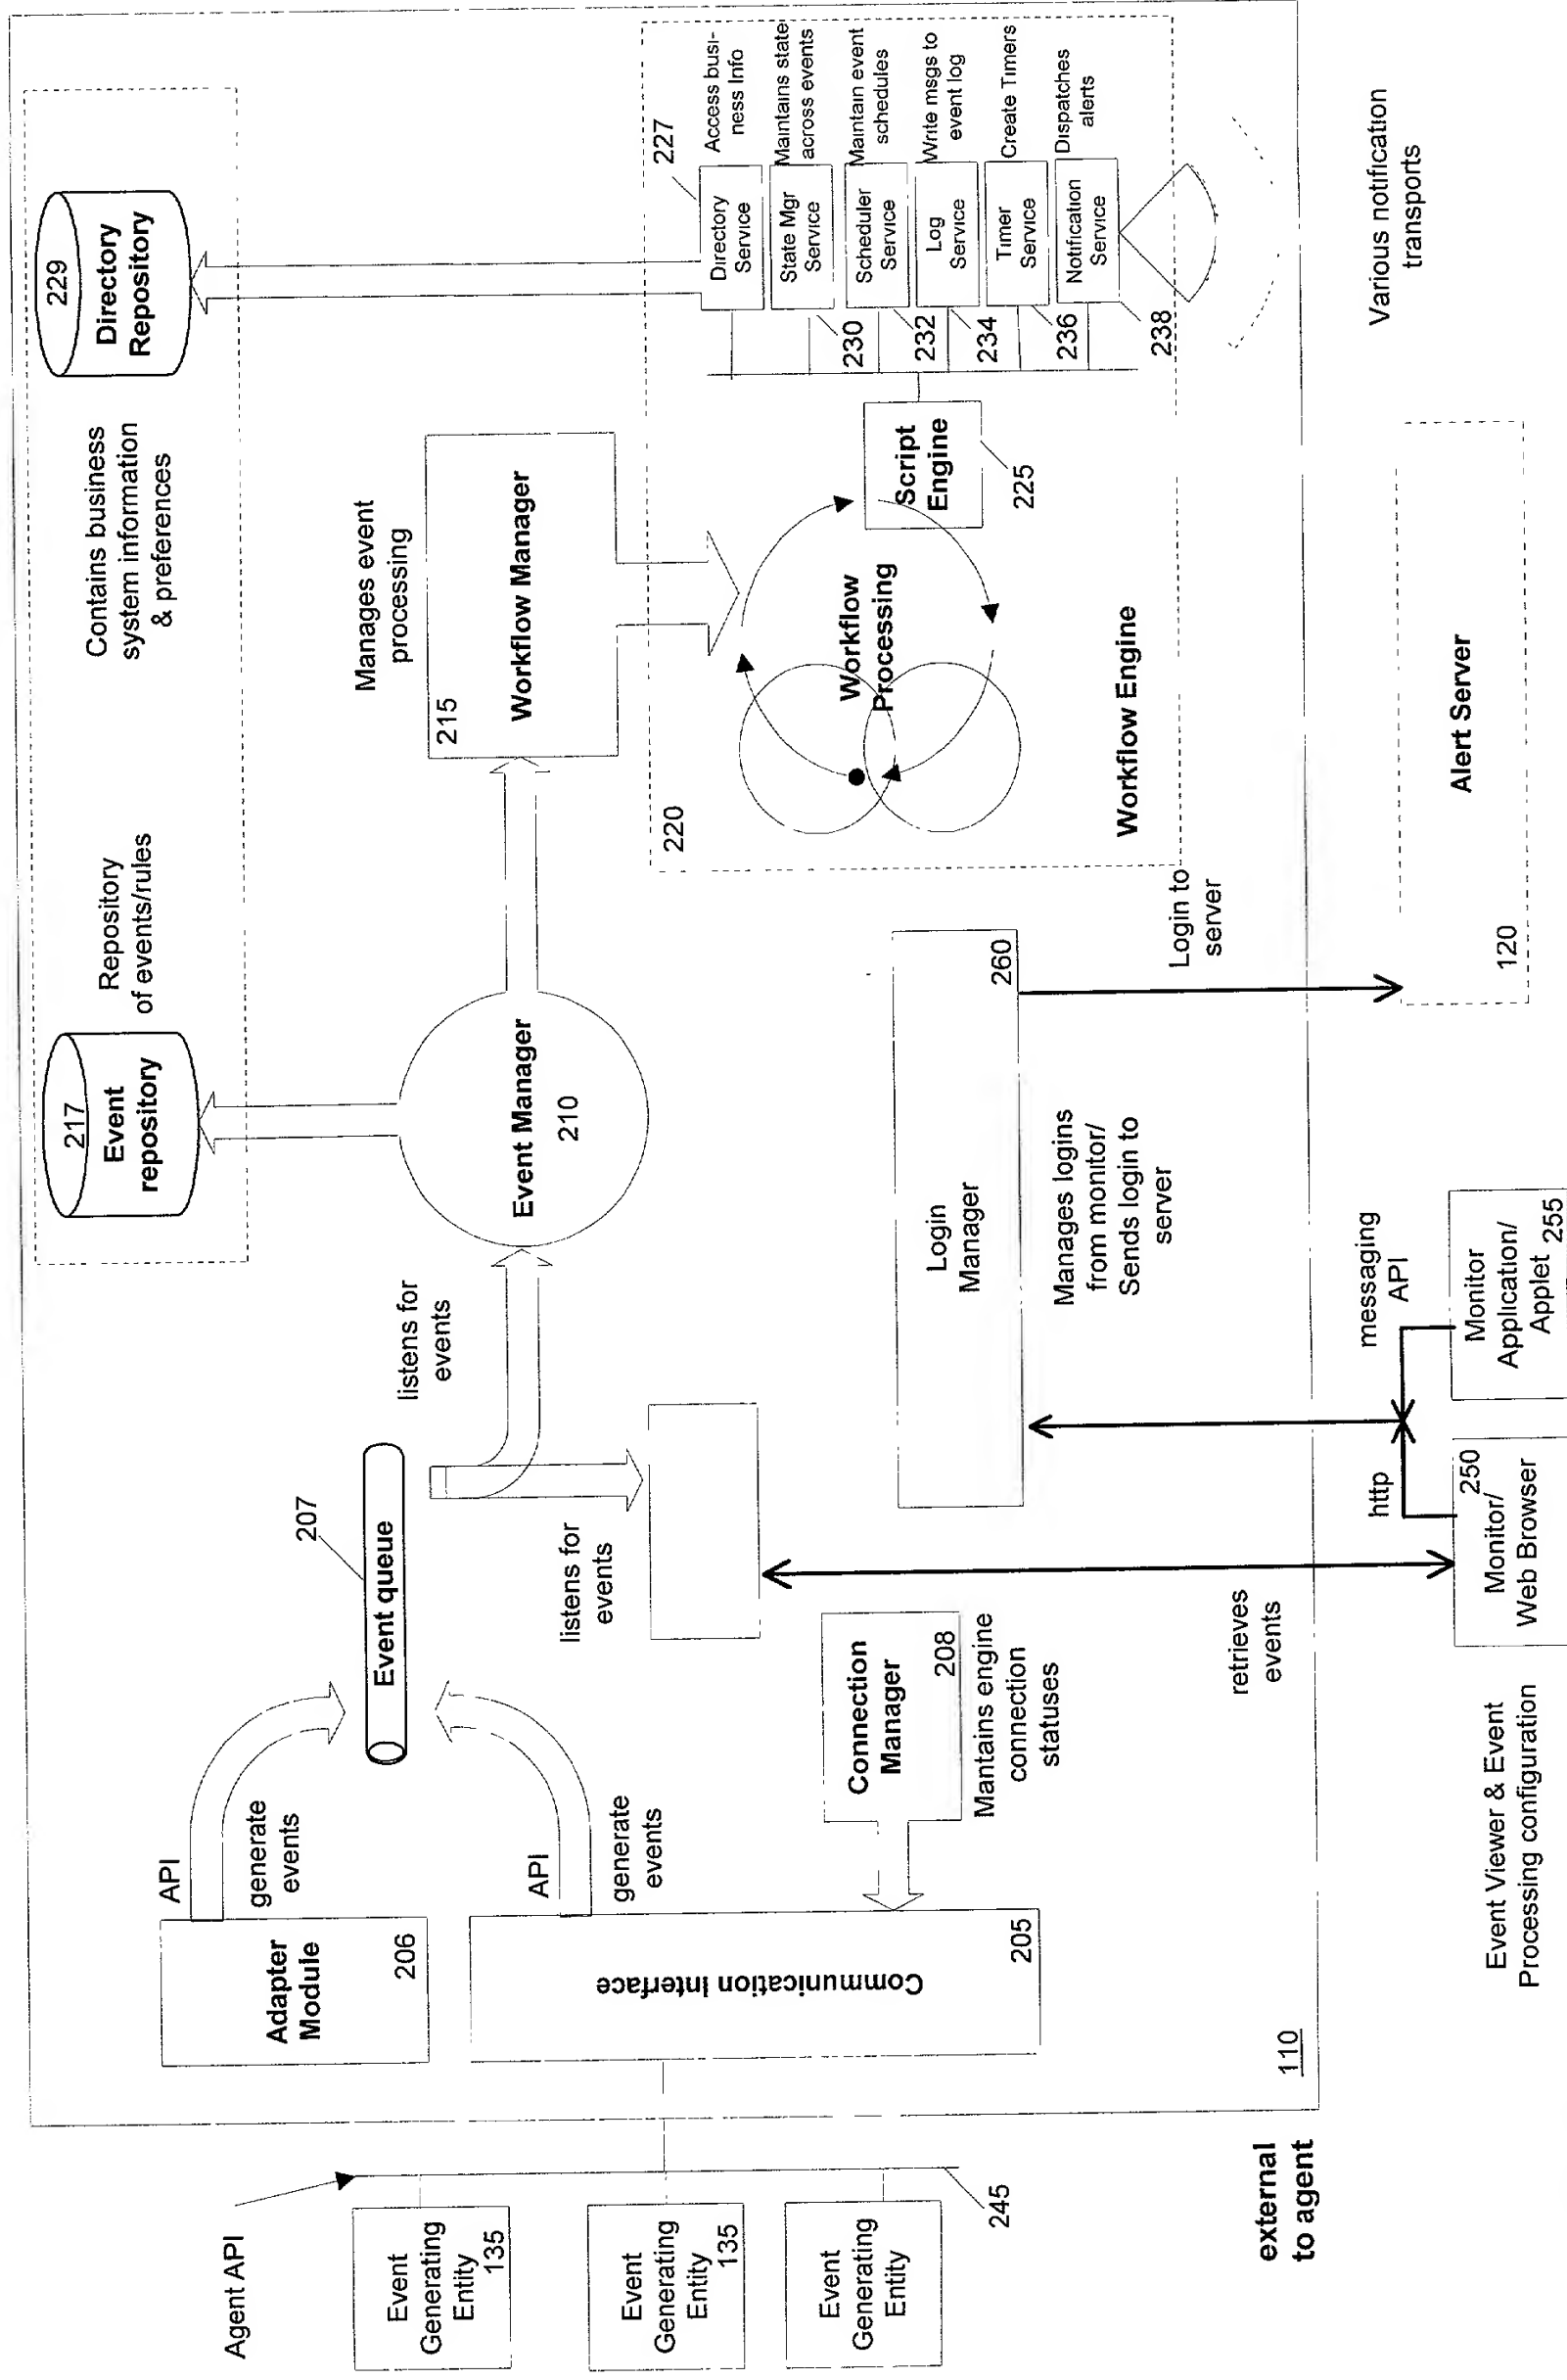 229
Directory
Repository
Contains business
system information
& preferences
Repository
of events/rules
217
Event
repository
Manages event
processing
215
Workflow Manager
Event Manager
210
listens for
events
207
Event queue
listens for
events
API
generate
events
API
generate
events
Adapter
Module
206
Communication Interface
205
Connection
Manager
208
Mantains engine
connection
statuses
227
Access busi-
ness Info
Directory
Service
Maintains state
across events
State Mgr
Service
230
Maintain event
schedules
Scheduler
Service
232
Write msgs to
event log
Log
Service
234
Create Timers
Timer
Service
236
Dispatches
alerts
Notification
Service
238
Script
Engine
225
Workflow
Processing
220
Workflow Engine
Various notification
transports
Login
Manager
260
Manages logins
from monitor/
Sends login to
server
Login to
server
Alert Server
120
messaging
API
http
Monitor
Application/
Applet
255
250
Monitor/
Web Browser
retrieves
events
Event Viewer & Event
Processing configuration
110
external
to agent
Agent API
Event
Generating
Entity
135
Event
Generating
Entity
135
Event
Generating
Entity
245